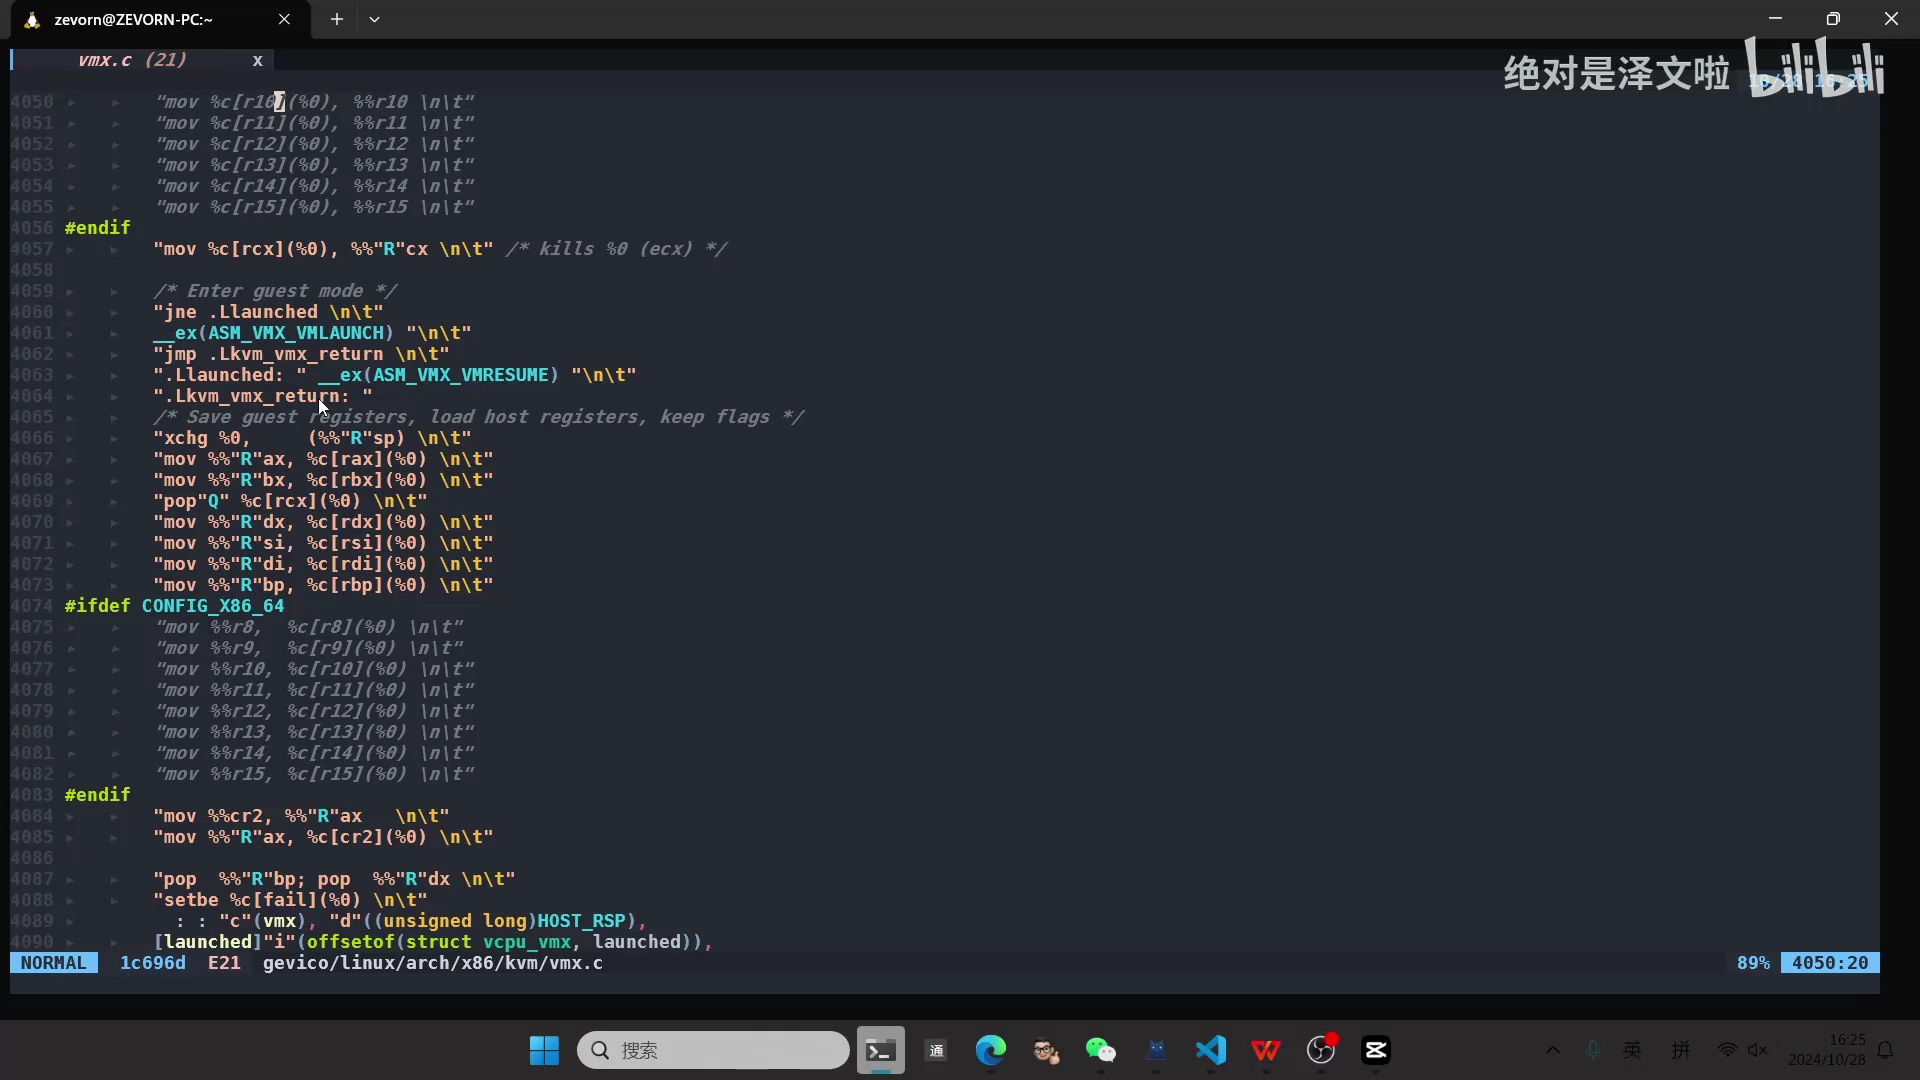 zevorn@ZEVORN-PC:~
vmx.c (21) x
绝对是泽文啦 bilibili
4050 "mov %c[r10](%0), %%r10 \n\t"
4051 "mov %c[r11](%0), %%r11 \n\t"
4052 "mov %c[r12](%0), %%r12 \n\t"
4053 "mov %c[r13](%0), %%r13 \n\t"
4054 "mov %c[r14](%0), %%r14 \n\t"
4055 "mov %c[r15](%0), %%r15 \n\t"
4056 #endif
4057 "mov %c[rcx](%0), %%"R"cx \n\t" /* kills %0 (ecx) */
4058
4059 /* Enter guest mode */
4060 "jne .Llaunched \n\t"
4061 __ex(ASM_VMX_VMLAUNCH) "\n\t"
4062 "jmp .Lkvm_vmx_return \n\t"
4063 ".Llaunched: " __ex(ASM_VMX_VMRESUME) "\n\t"
4064 ".Lkvm_vmx_return: "
4065 /* Save guest registers, load host registers, keep flags */
4066 "xchg %0,     (%%"R"sp) \n\t"
4067 "mov %%"R"ax, %c[rax](%0) \n\t"
4068 "mov %%"R"bx, %c[rbx](%0) \n\t"
4069 "pop"Q" %c[rcx](%0) \n\t"
4070 "mov %%"R"dx, %c[rdx](%0) \n\t"
4071 "mov %%"R"si, %c[rsi](%0) \n\t"
4072 "mov %%"R"di, %c[rdi](%0) \n\t"
4073 "mov %%"R"bp, %c[rbp](%0) \n\t"
4074 #ifdef CONFIG_X86_64
4075 "mov %%r8,  %c[r8](%0) \n\t"
4076 "mov %%r9,  %c[r9](%0) \n\t"
4077 "mov %%r10, %c[r10](%0) \n\t"
4078 "mov %%r11, %c[r11](%0) \n\t"
4079 "mov %%r12, %c[r12](%0) \n\t"
4080 "mov %%r13, %c[r13](%0) \n\t"
4081 "mov %%r14, %c[r14](%0) \n\t"
4082 "mov %%r15, %c[r15](%0) \n\t"
4083 #endif
4084 "mov %%cr2, %%"R"ax   \n\t"
4085 "mov %%"R"ax, %c[cr2](%0) \n\t"
4086
4087 "pop  %%"R"bp; pop  %%"R"dx \n\t"
4088 "setbe %c[fail](%0) \n\t"
4089 : : "c"(vmx), "d"((unsigned long)HOST_RSP),
4090 [launched]"i"(offsetof(struct vcpu_vmx, launched)),
NORMAL 1c696d E21 gevico/linux/arch/x86/kvm/vmx.c 89% 4050:20
搜索
通
英 拼
16:25
2024/10/28